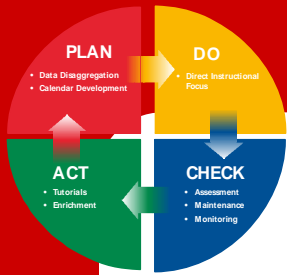 PLAN
• Data Disaggregation
• Calendar Development
DO
• Direct Instructional
Focus
ACT
• Tutorials
• Enrichment
CHECK
• Assessment
• Maintenance
• Monitoring